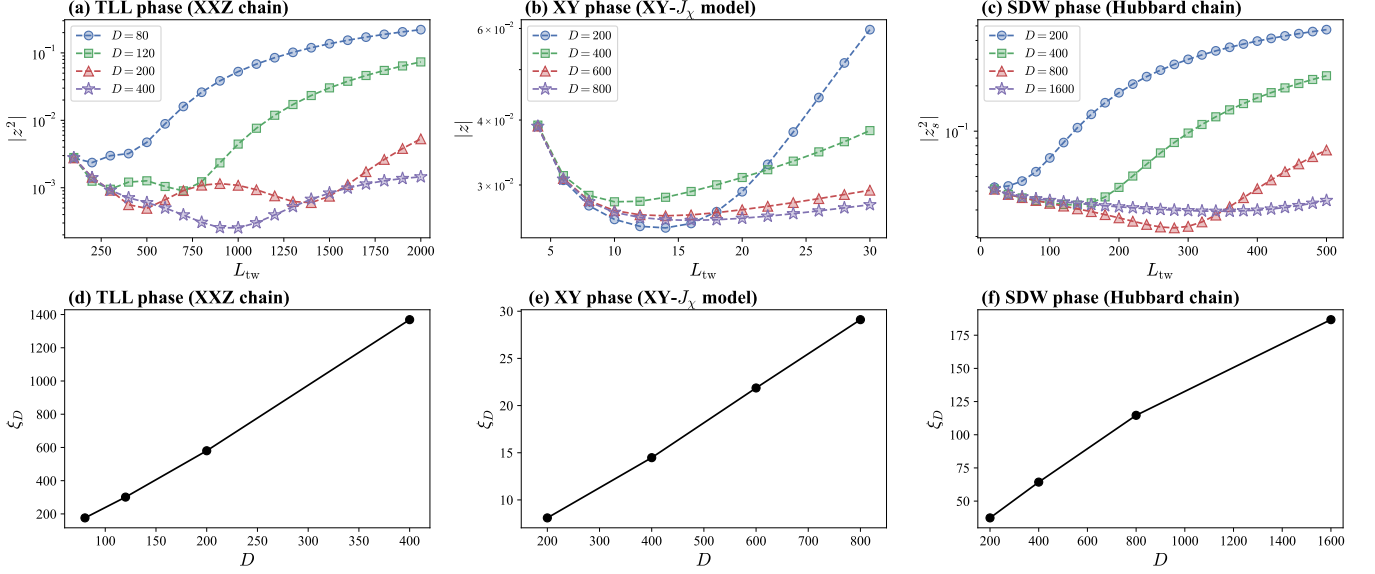 (a) TLL phase (XXZ chain)
|z²|
10⁻¹
10⁻²
10⁻³
D = 80
D = 120
D = 200
D = 400
250 500 750 1000 1250 1500 1750 2000
L_tw
(b) XY phase (XY-J_χ model)
|z|
6 × 10⁻²
4 × 10⁻²
3 × 10⁻²
D = 200
D = 400
D = 600
D = 800
5 10 15 20 25 30
L_tw
(c) SDW phase (Hubbard chain)
|z_s²|
10⁻¹
D = 200
D = 400
D = 800
D = 1600
0 100 200 300 400 500
L_tw
(d) TLL phase (XXZ chain)
ξ_D
1400
1200
1000
800
600
400
200
100 150 200 250 300 350 400
D
(e) XY phase (XY-J_χ model)
ξ_D
30
25
20
15
10
200 300 400 500 600 700 800
D
(f) SDW phase (Hubbard chain)
ξ_D
175
150
125
100
75
50
200 400 600 800 1000 1200 1400 1600
D